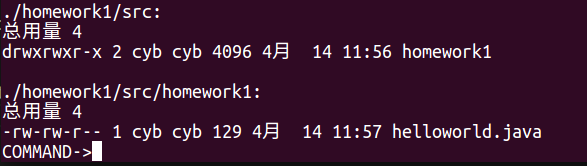 ./homework1/src:
总用量 4
drwxrwxr-x 2 cyb cyb 4096 4月  14 11:56 homework1
./homework1/src/homework1:
总用量 4
-rw-rw-r-- 1 cyb cyb 129 4月  14 11:57 helloworld.java
COMMAND->